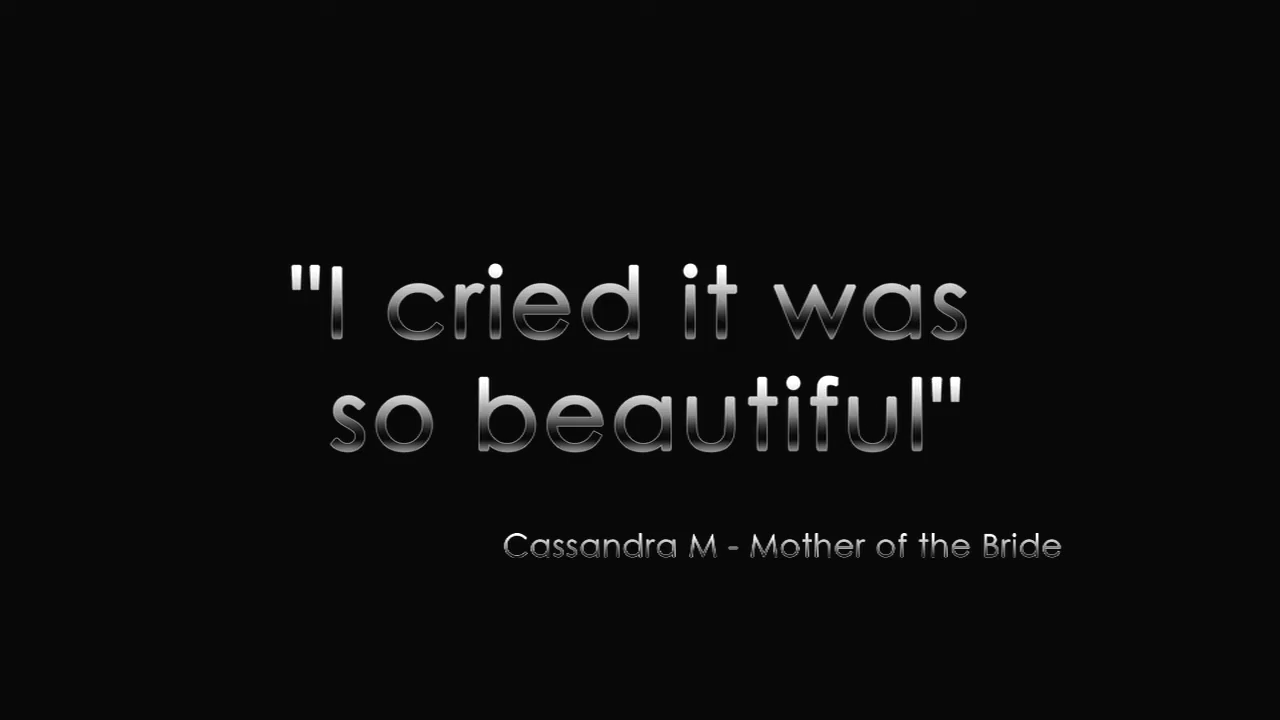 "I cried it was
so beautiful"
Cassandra M - Mother of the Bride